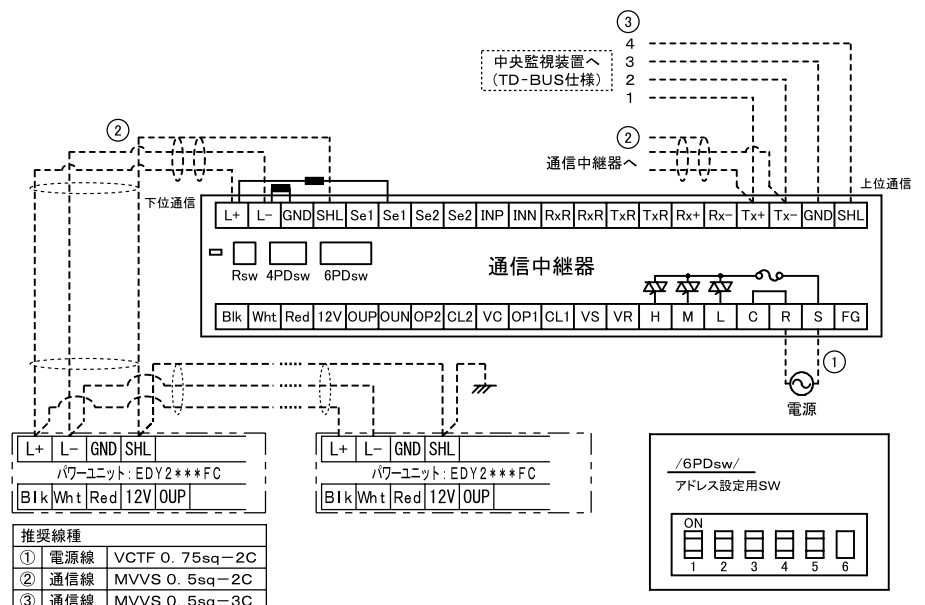 ③
4
中央監視装置へ
3
(TD-BUS仕様)
2
1
②
②
通信中継器へ
下位通信
上位通信
L+ L- GND SHL Se1 Se1 Se2 Se2 INP INN RxR RxR TxR TxR Rx+ Rx- Tx+ Tx- GND SHL
Rsw 4PDsw 6PDsw
通信中継器
Blk Wht Red 12V OUP OUN OP2 CL2 VC OP1 CL1 VS VR H M L C R S FG
①
電源
L+ L- GND SHL
パワーユニット:EDY2***FC
Blk Wht Red 12V OUP
L+ L- GND SHL
パワーユニット:EDY2***FC
Blk Wht Red 12V OUP
/6PDsw/
アドレス設定用SW
ON
1 2 3 4 5 6
推奨線種
① 電源線 VCTF 0.75sq-2C
② 通信線 MVVS 0.5sq-2C
③ 通信線 MVVS 0.5sq-3C